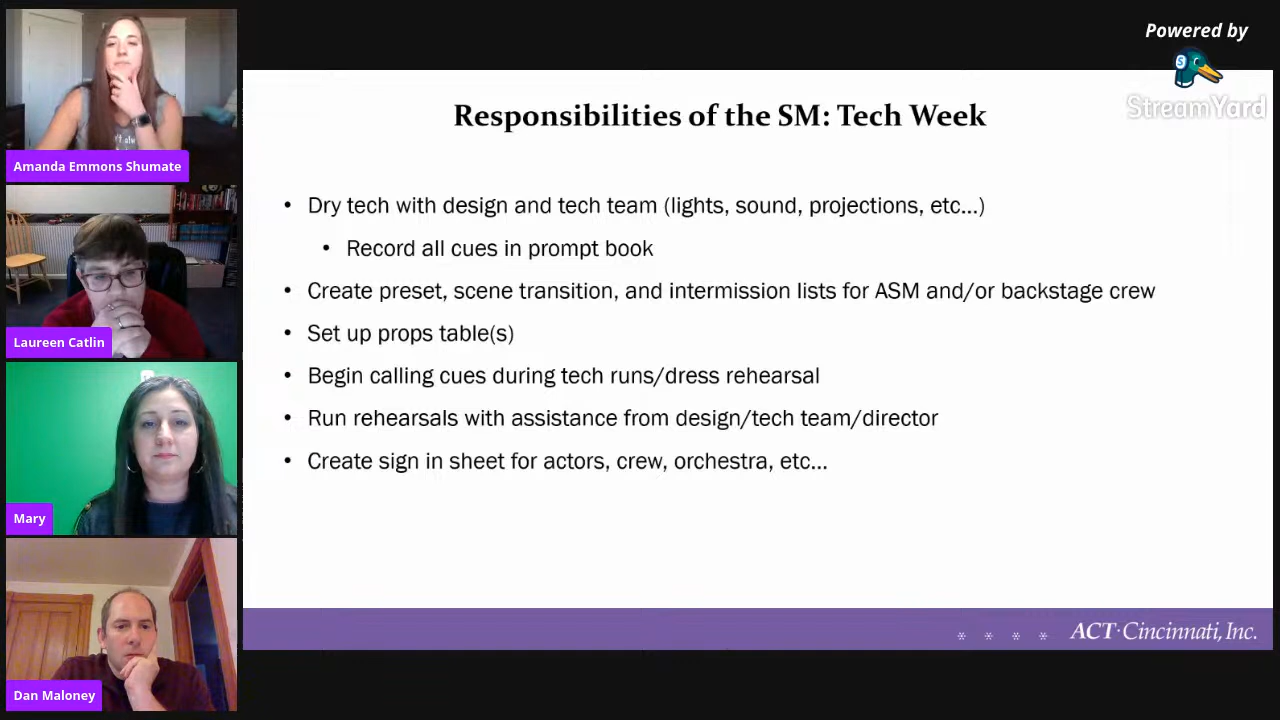 Powered by
StreamYard
Amanda Emmons Shumate
Laureen Catlin
Mary
Dan Maloney
Responsibilities of the SM: Tech Week
• Dry tech with design and tech team (lights, sound, projections, etc...)
• Record all cues in prompt book
• Create preset, scene transition, and intermission lists for ASM and/or backstage crew
• Set up props table(s)
• Begin calling cues during tech runs/dress rehearsal
• Run rehearsals with assistance from design/tech team/director
• Create sign in sheet for actors, crew, orchestra, etc...
* * * * ACT·Cincinnati, Inc.